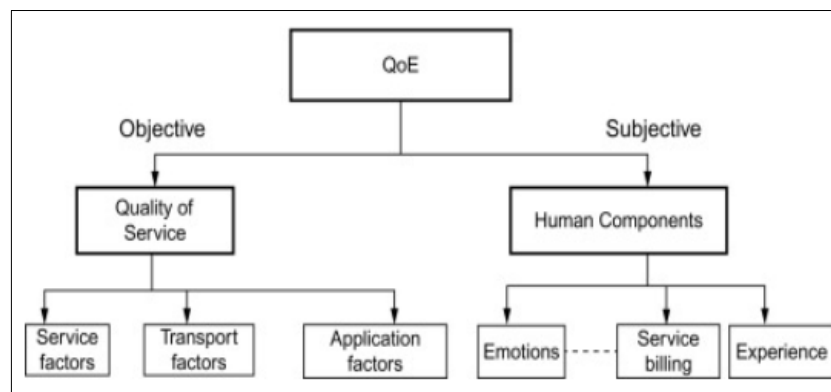 QoE
Objective
Subjective
Quality of
Service
Human Components
Service
factors
Transport
factors
Application
factors
Emotions
Service
billing
Experience